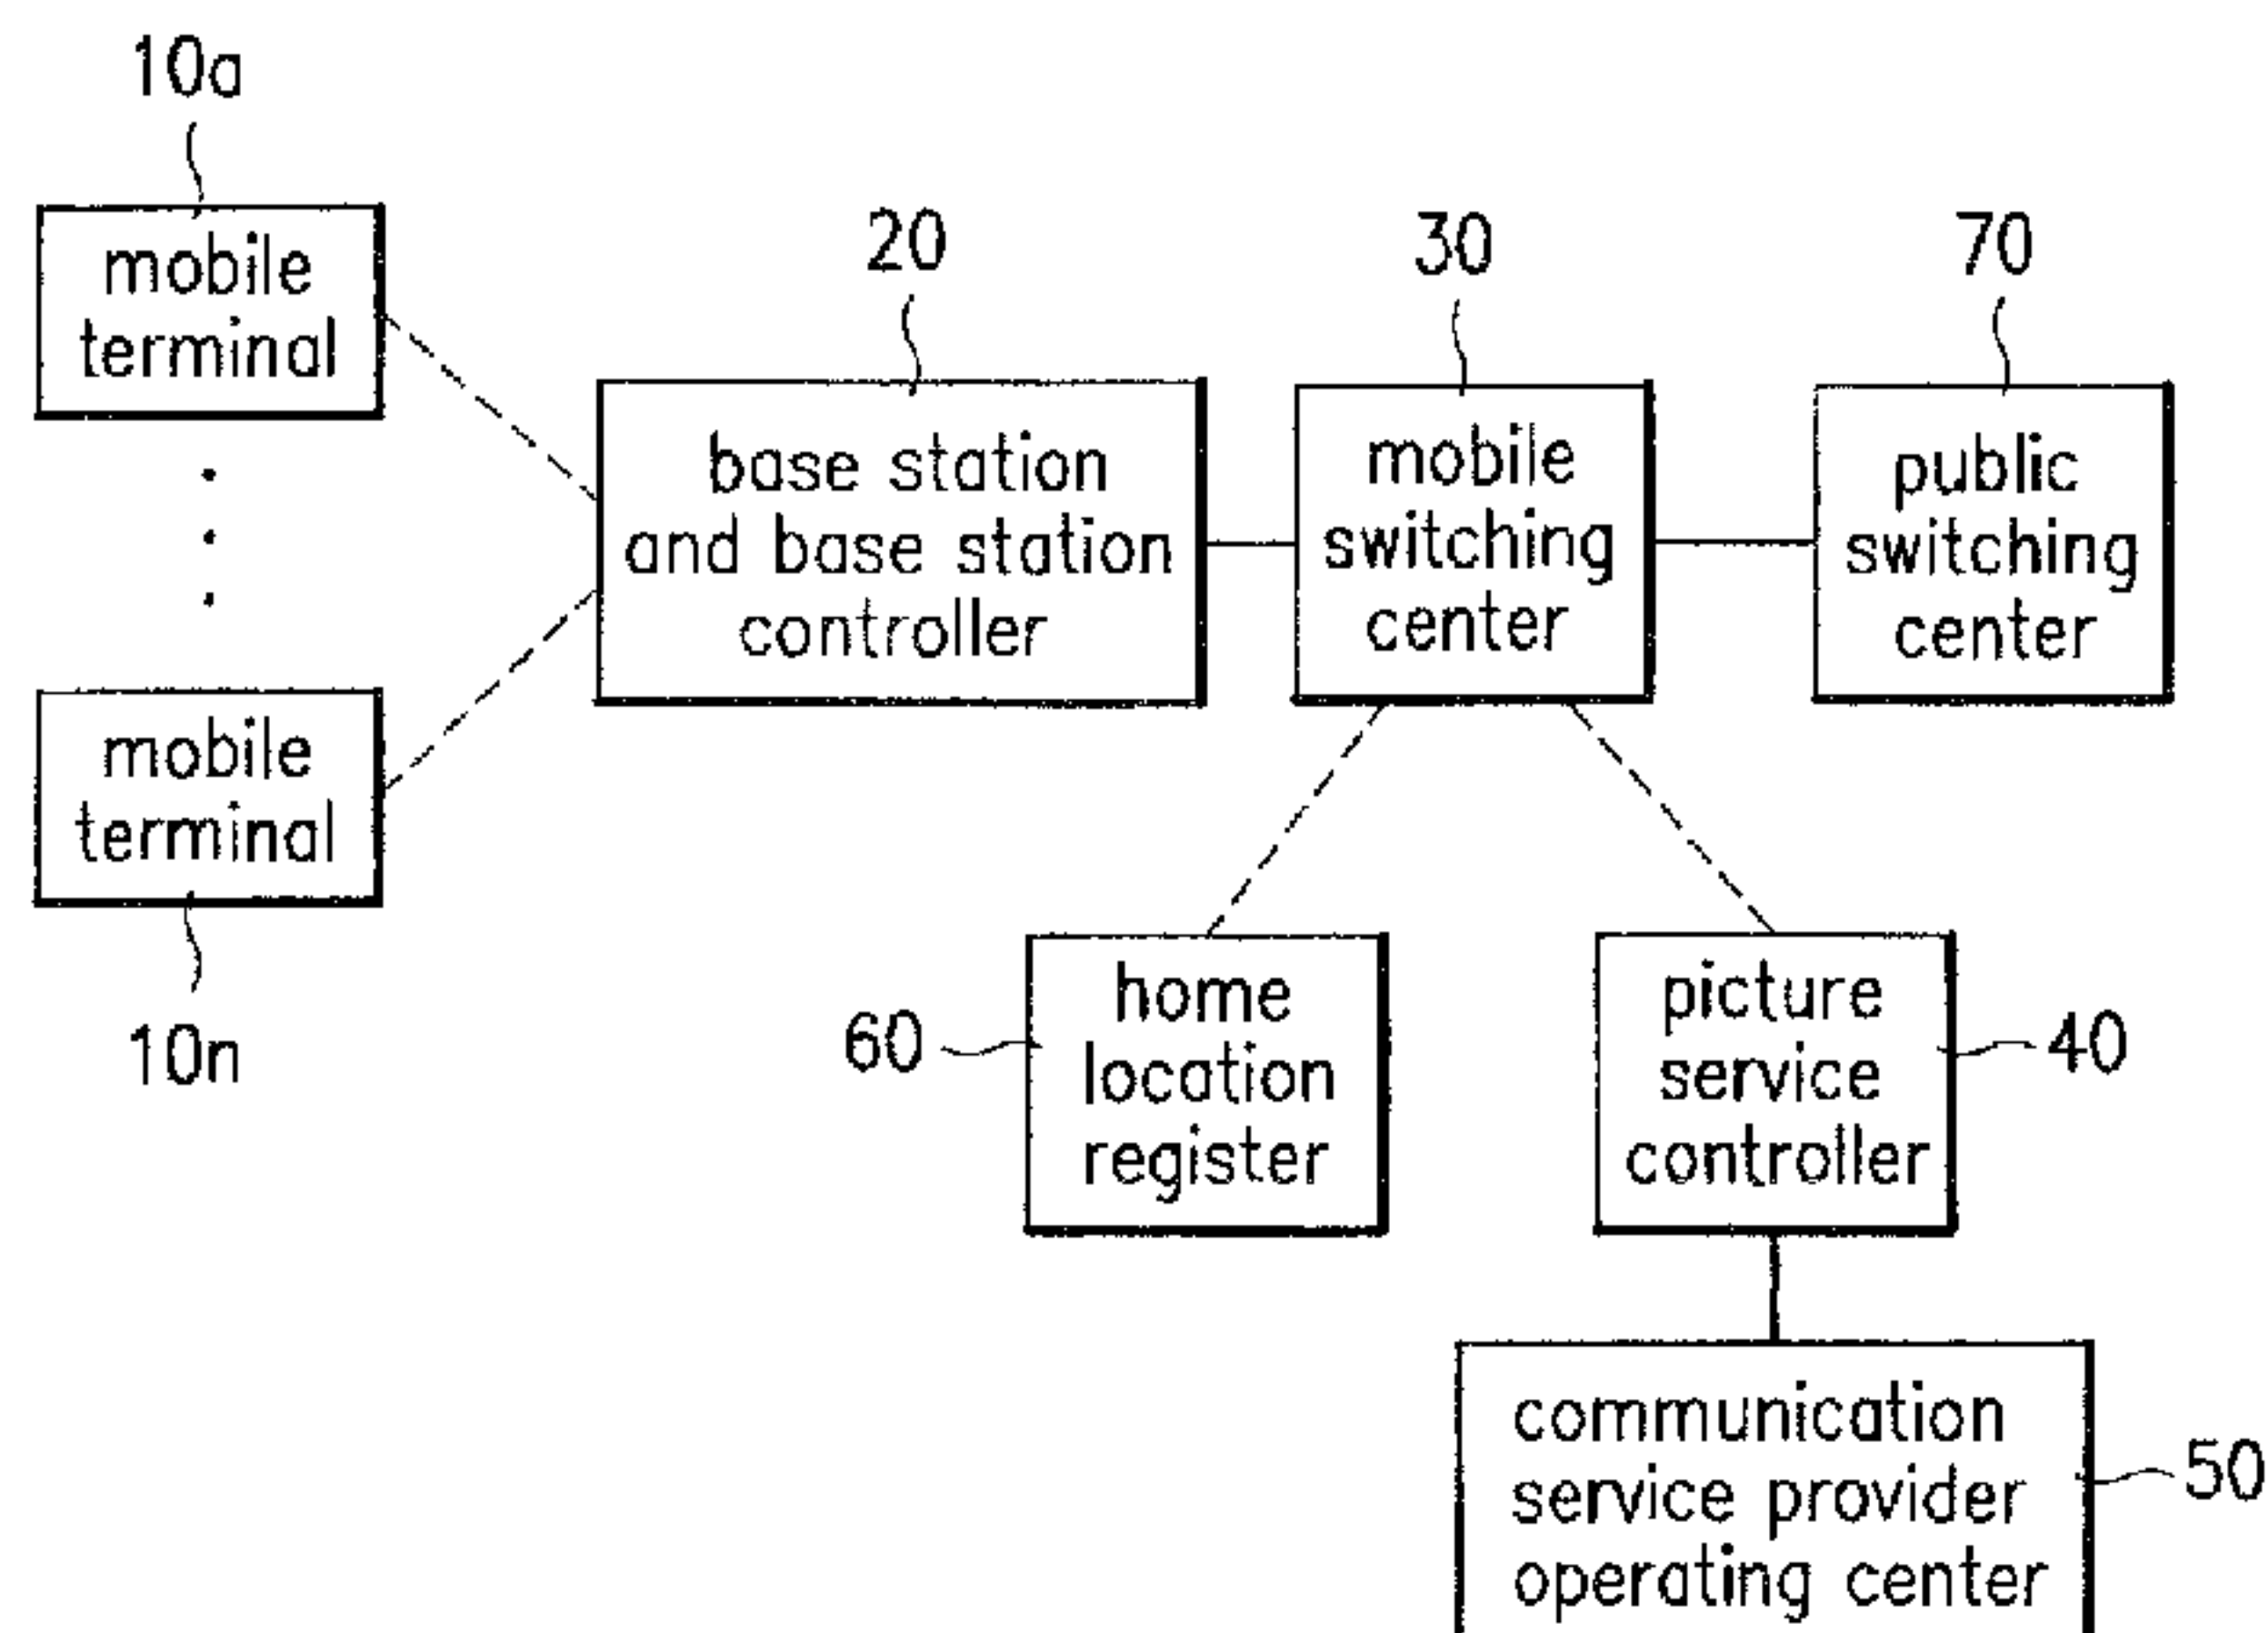 10a
mobile
terminal
20
base station
and base station
controller
30
mobile
switching
center
70
public
switching
center
mobile
terminal
10n
60
home
location
register
picture
service
controller
40
communication
service provider
operating center
50